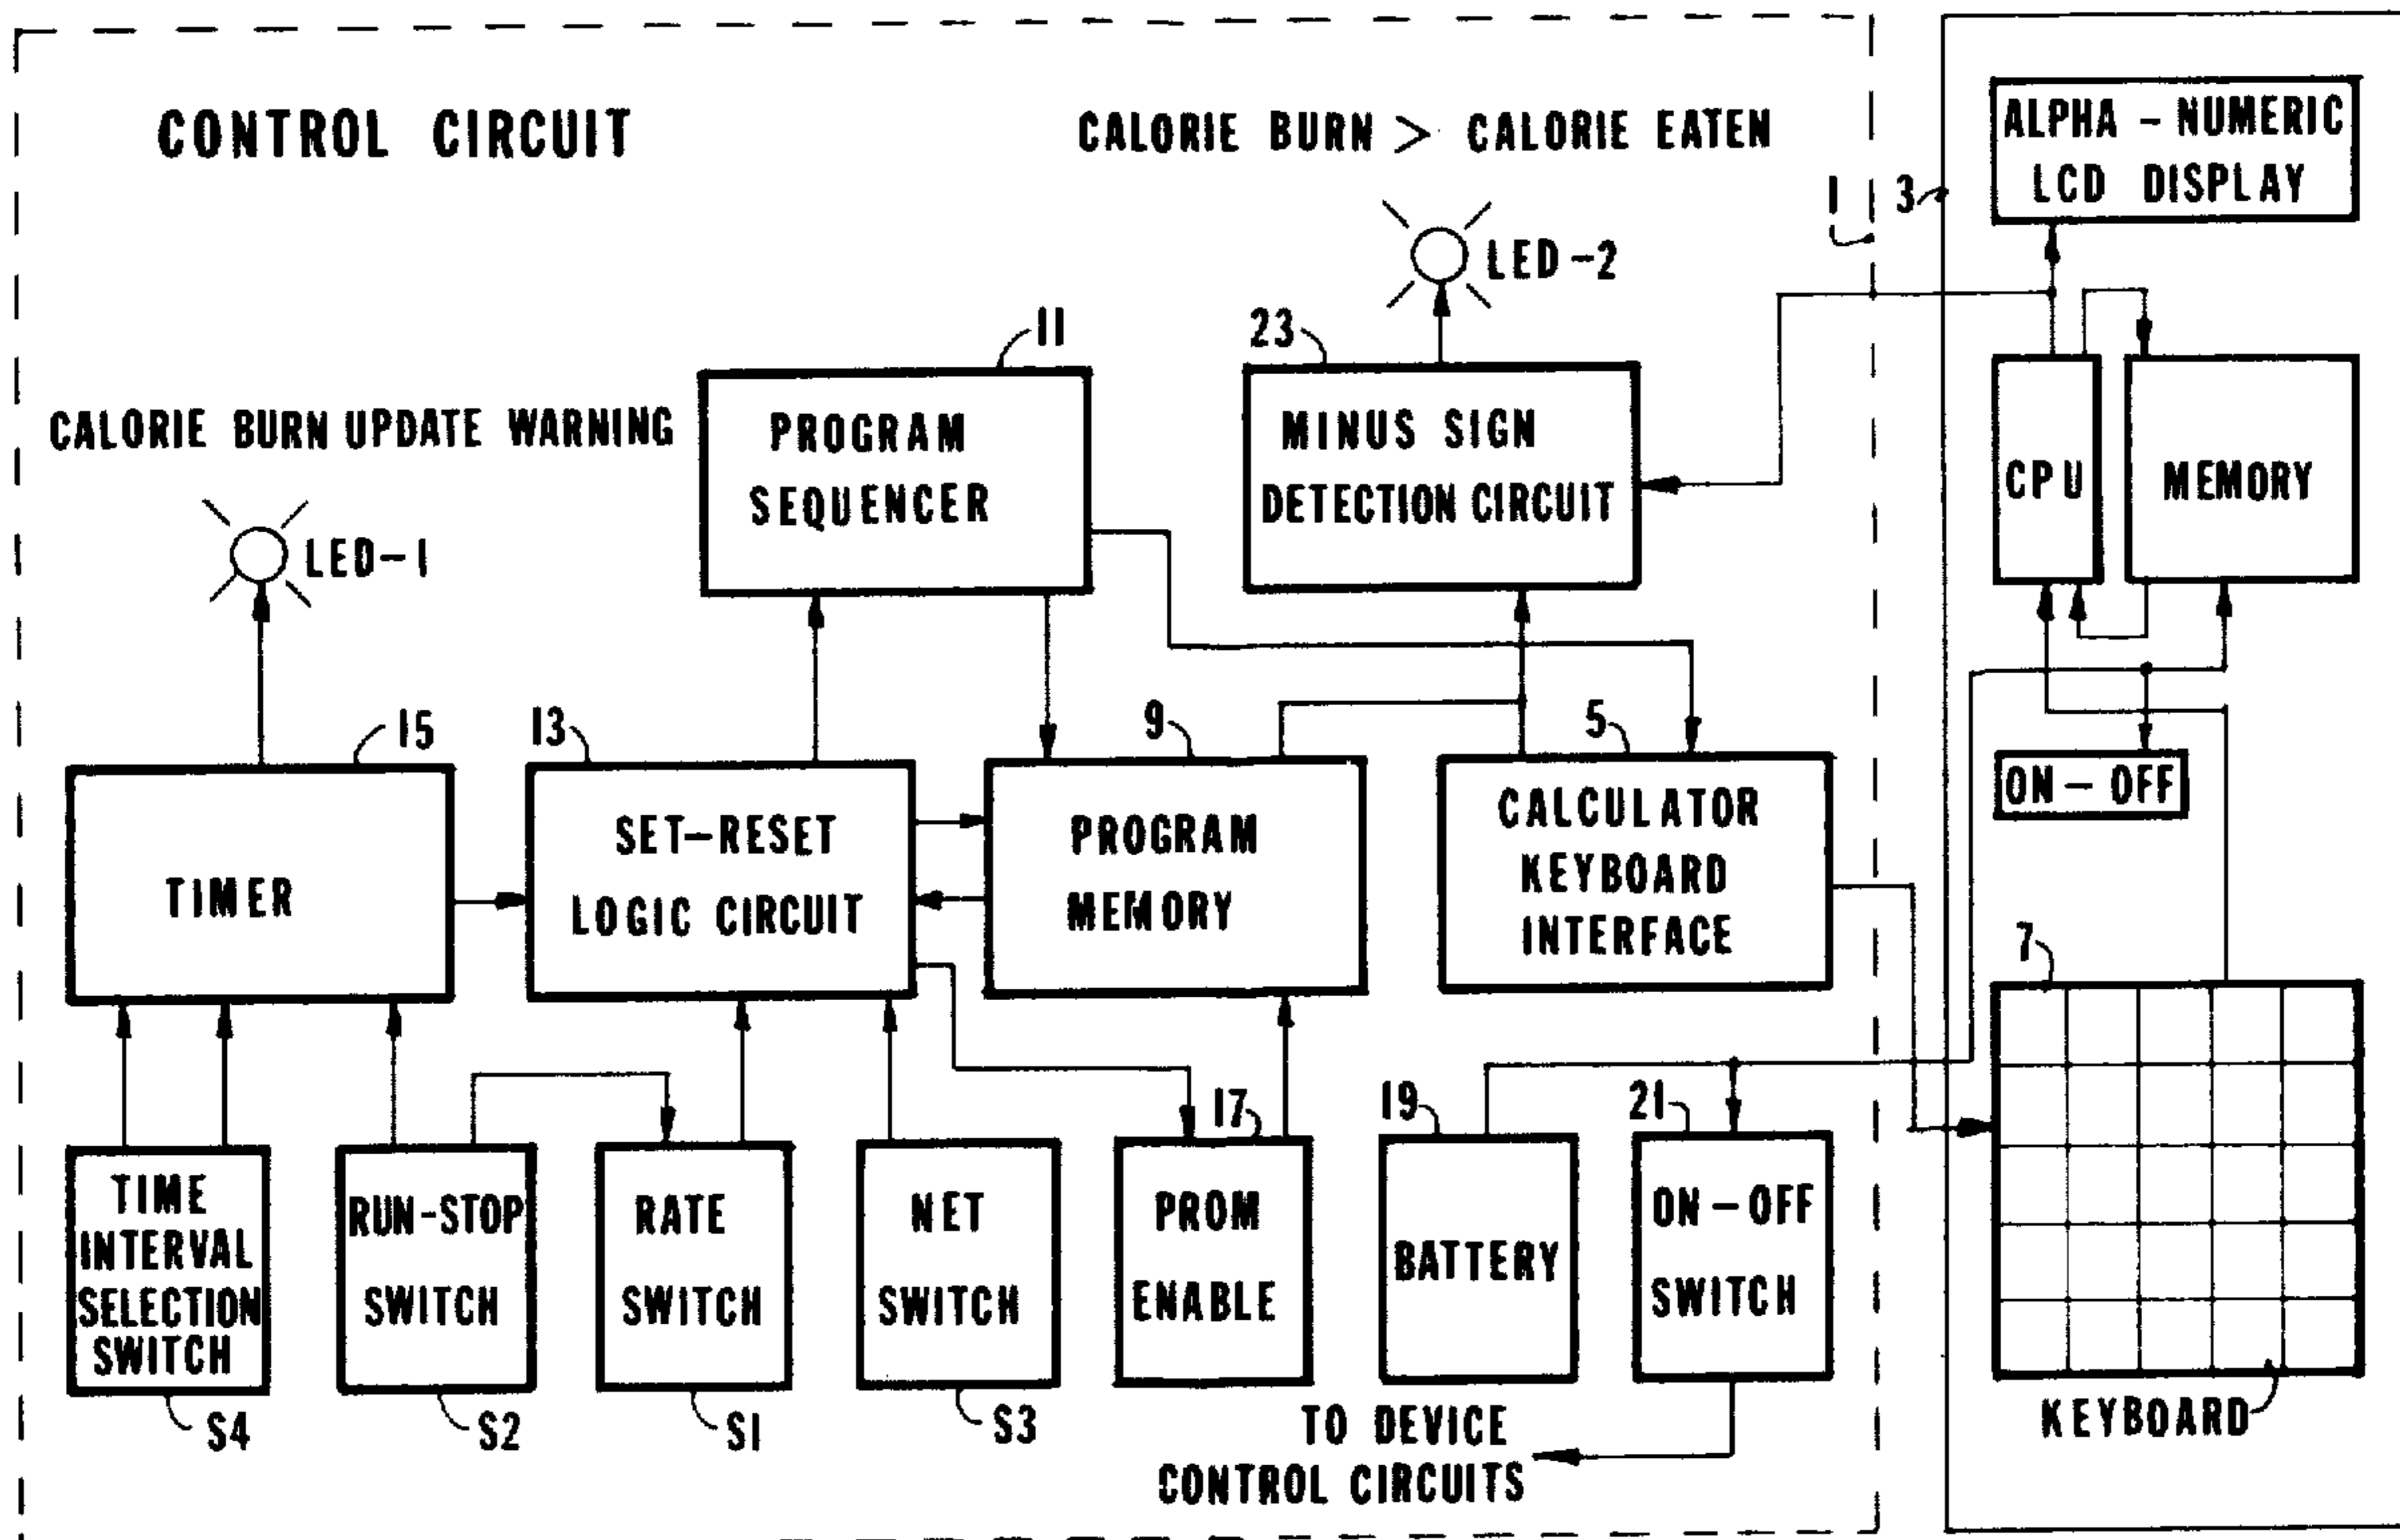 CONTROL CIRCUIT
CALORIE BURN > CALORIE EATEN
ALPHA - NUMERIC
LCD DISPLAY
1
3
LED-2
11
23
CALORIE BURN UPDATE WARNING
PROGRAM
SEQUENCER
MINUS SIGN
DETECTION CIRCUIT
CPU
MEMORY
LED-1
15
13
9
5
ON - OFF
TIMER
SET-RESET
LOGIC CIRCUIT
PROGRAM
MEMORY
CALCULATOR
KEYBOARD
INTERFACE
7
17
19
21
TIME
INTERVAL
SELECTION
SWITCH
RUN-STOP
SWITCH
RATE
SWITCH
NET
SWITCH
PROM
ENABLE
BATTERY
ON-OFF
SWITCH
KEYBOARD
S4
S2
S1
S3
TO DEVICE
CONTROL CIRCUITS